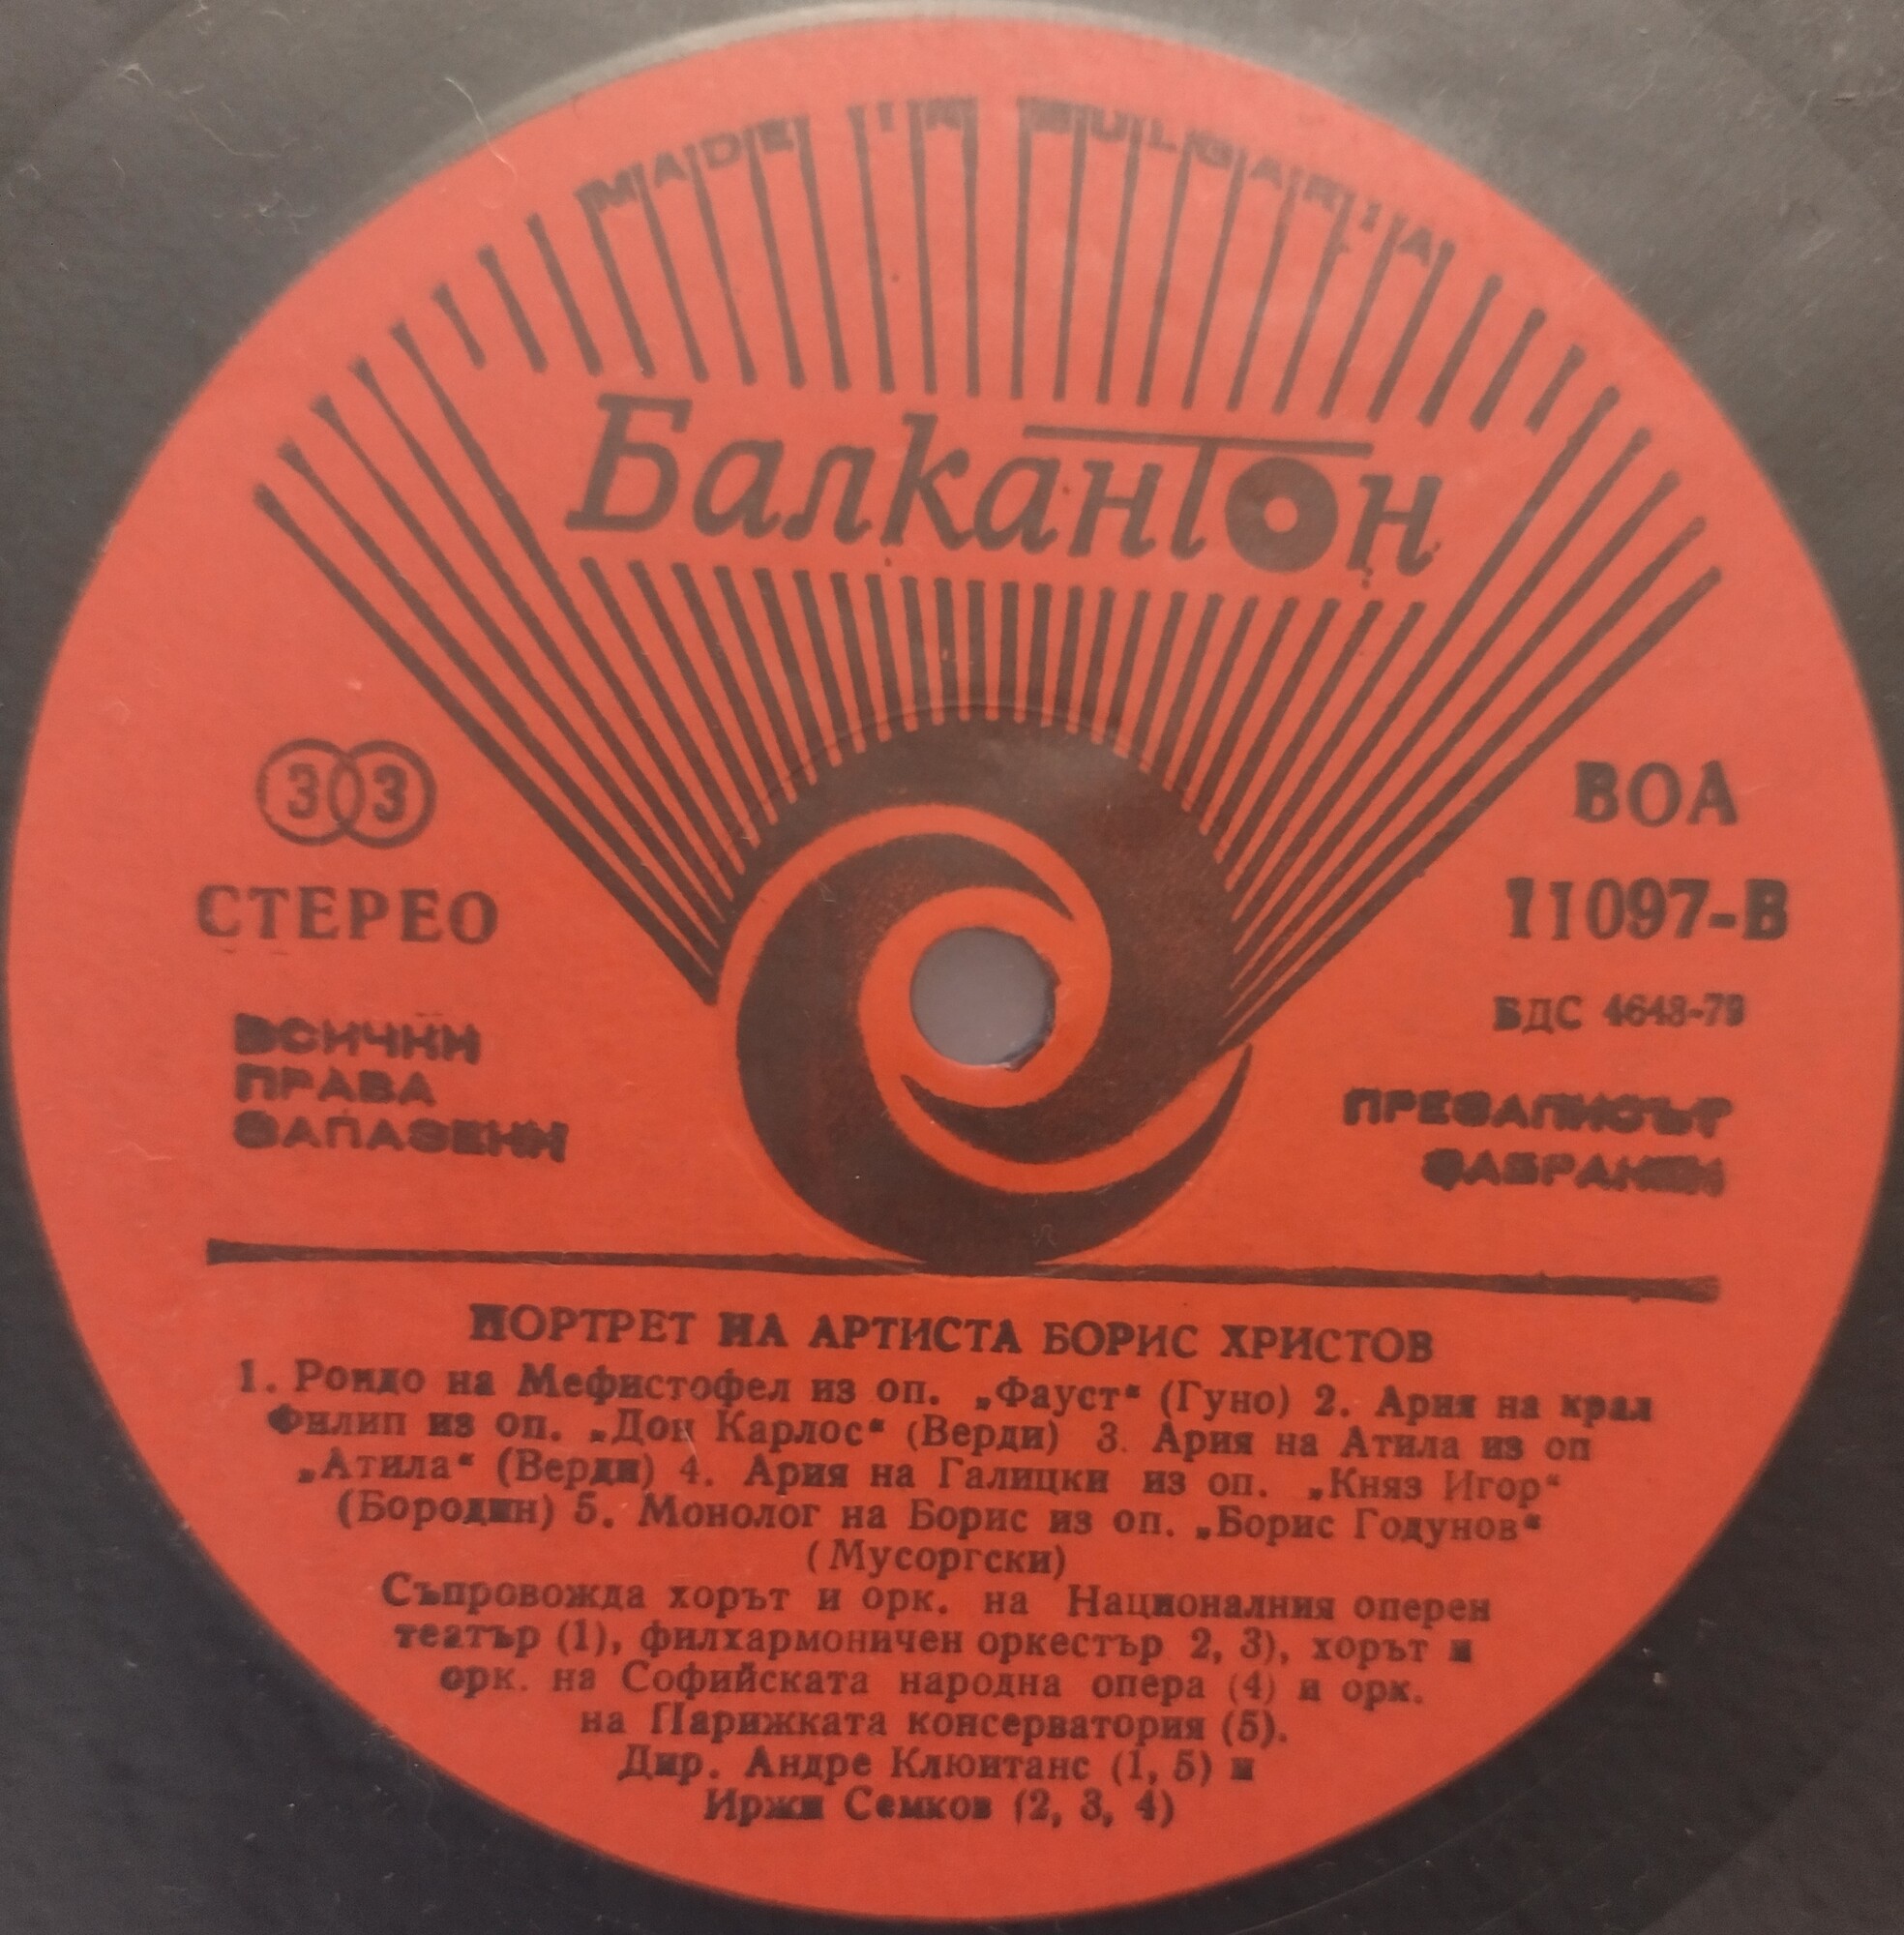 MADE IN BULGARIA
Балкантон
33
СТЕРЕО
ВСИЧКИ
ПРАВА
ЗАПАЗЕНИ
ВОА
11097-В
БДС 4648-79
ПРЕЗАПИСЪТ
ЗАБРАНЕН
ПОРТРЕТ НА АРТИСТА БОРИС ХРИСТОВ
1. Рондо на Мефистофел из оп. „Фауст“ (Гуно) 2. Ария на крал
Филип из оп. „Дон Карлос“ (Верди) 3. Ария на Атила из оп
„Атила“ (Верди) 4. Ария на Галицки из оп. „Княз Игор“
(Бородин) 5. Монолог на Борис из оп. „Борис Годунов“
(Мусоргски)
Съпровожда хорът и орк. на Националния оперен
театър (1), филхармоничен оркестър 2, 3), хорът и
орк. на Софийската народна опера (4) и орк.
на Парижката консерватория (5).
Дир. Андре Клюитанс (1, 5) и
Иржи Семков (2, 3, 4)